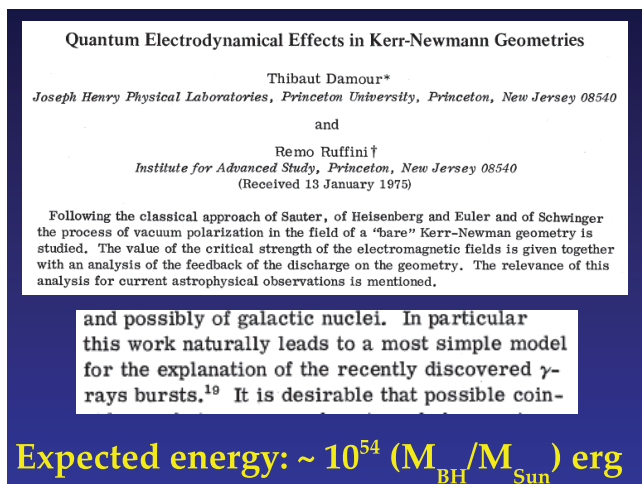 Quantum Electrodynamical Effects in Kerr-Newmann Geometries
Thibaut Damour*
Joseph Henry Physical Laboratories, Princeton University, Princeton, New Jersey 08540
and
Remo Ruffini†
Institute for Advanced Study, Princeton, New Jersey 08540
(Received 13 January 1975)
Following the classical approach of Sauter, of Heisenberg and Euler and of Schwinger
the process of vacuum polarization in the field of a "bare" Kerr-Newman geometry is
studied. The value of the critical strength of the electromagnetic fields is given together
with an analysis of the feedback of the discharge on the geometry. The relevance of this
analysis for current astrophysical observations is mentioned.
and possibly of galactic nuclei. In particular
this work naturally leads to a most simple model
for the explanation of the recently discovered γ-
rays bursts.¹⁹ It is desirable that possible coin-
Expected energy: ~ 10⁵⁴ (M_BH/M_Sun) erg